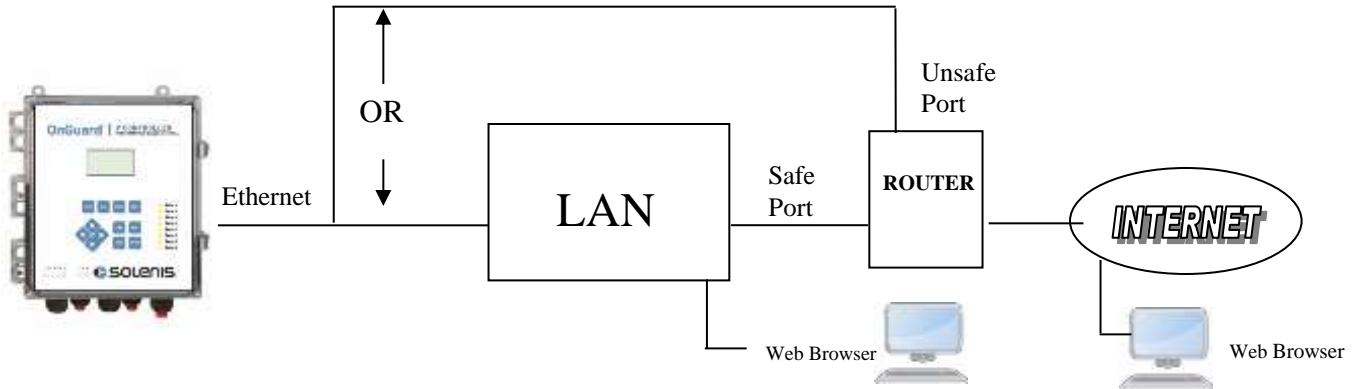 OnGuard
SOLENIS
Ethernet
OR
LAN
Safe
Port
Unsafe
Port
ROUTER
INTERNET
Web Browser
Web Browser